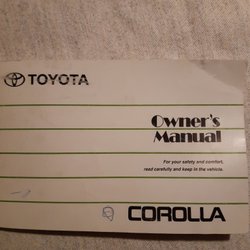 TOYOTA
Owner's
Manual
For your safety and comfort,
read carefully and keep in the vehicle.
COROLLA